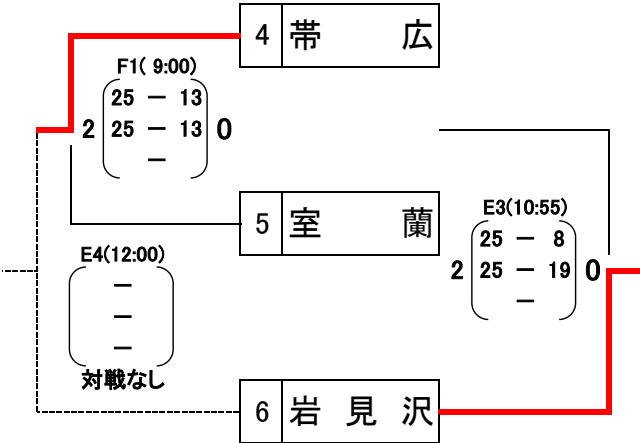 4 帯 広
F1( 9:00)
25 ー 13
2 25 ー 13 0
ー
5 室 蘭
E3(10:55)
25 ー 8
2 25 ー 19 0
ー
E4(12:00)
ー
ー
ー
対戦なし
6 岩 見 沢